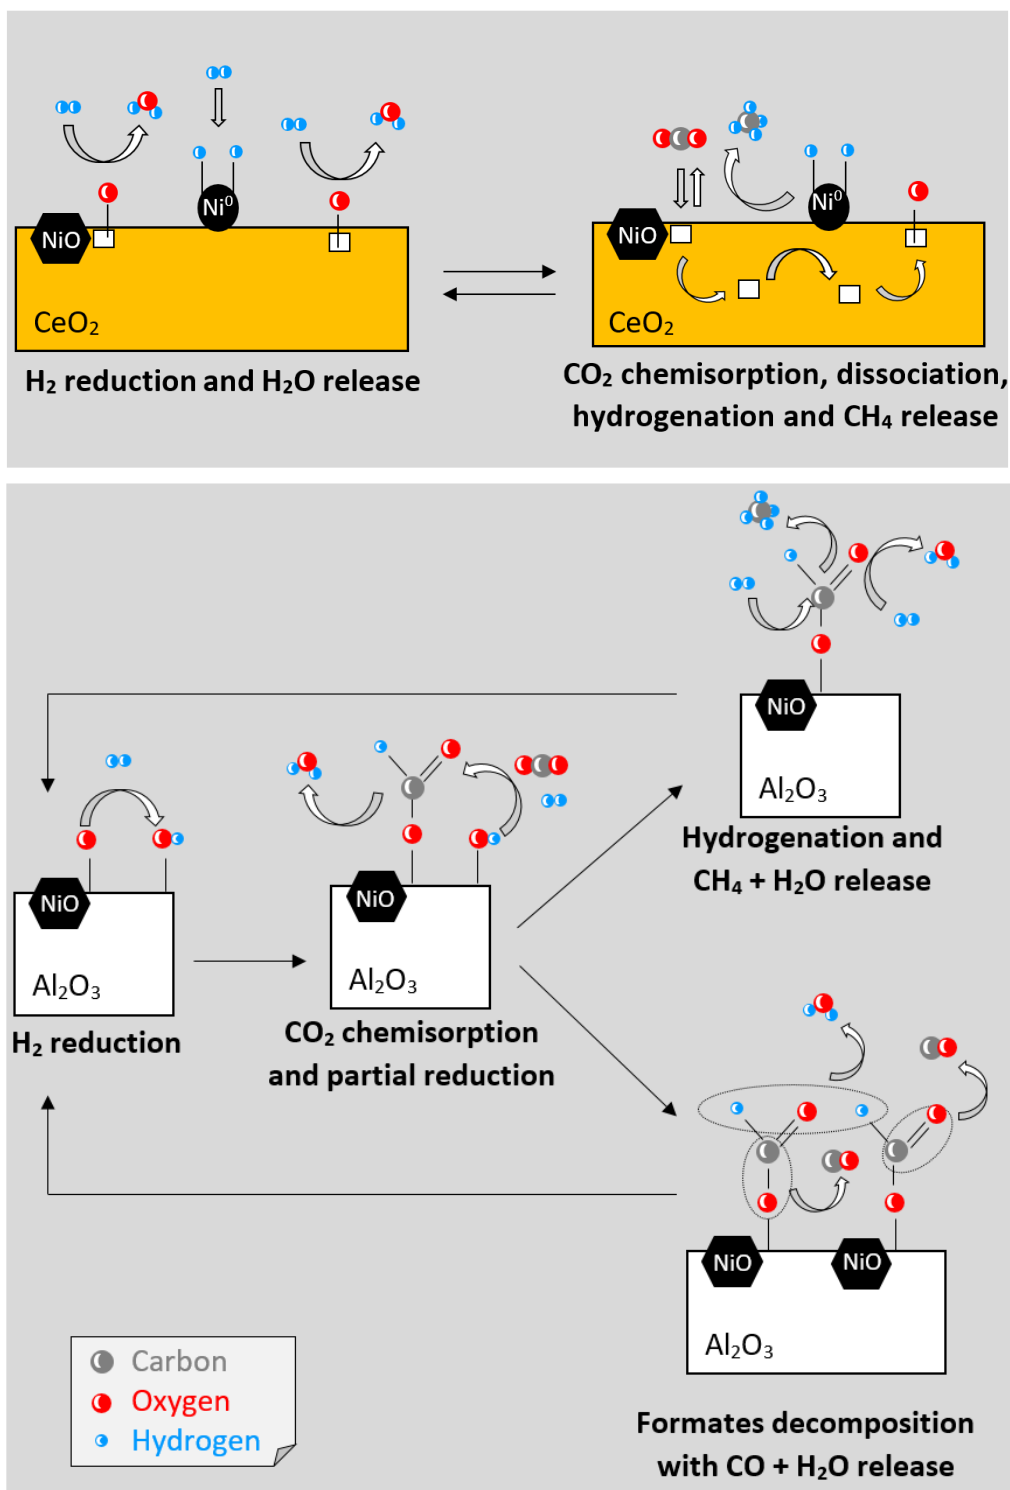 Ni⁰
NiO
CeO₂
H₂ reduction and H₂O release
Ni⁰
NiO
CeO₂
CO₂ chemisorption, dissociation,
hydrogenation and CH₄ release
NiO
Al₂O₃
Hydrogenation and
CH₄ + H₂O release
NiO
Al₂O₃
H₂ reduction
NiO
Al₂O₃
CO₂ chemisorption
and partial reduction
NiO
NiO
Al₂O₃
Formates decomposition
with CO + H₂O release
Carbon
Oxygen
Hydrogen